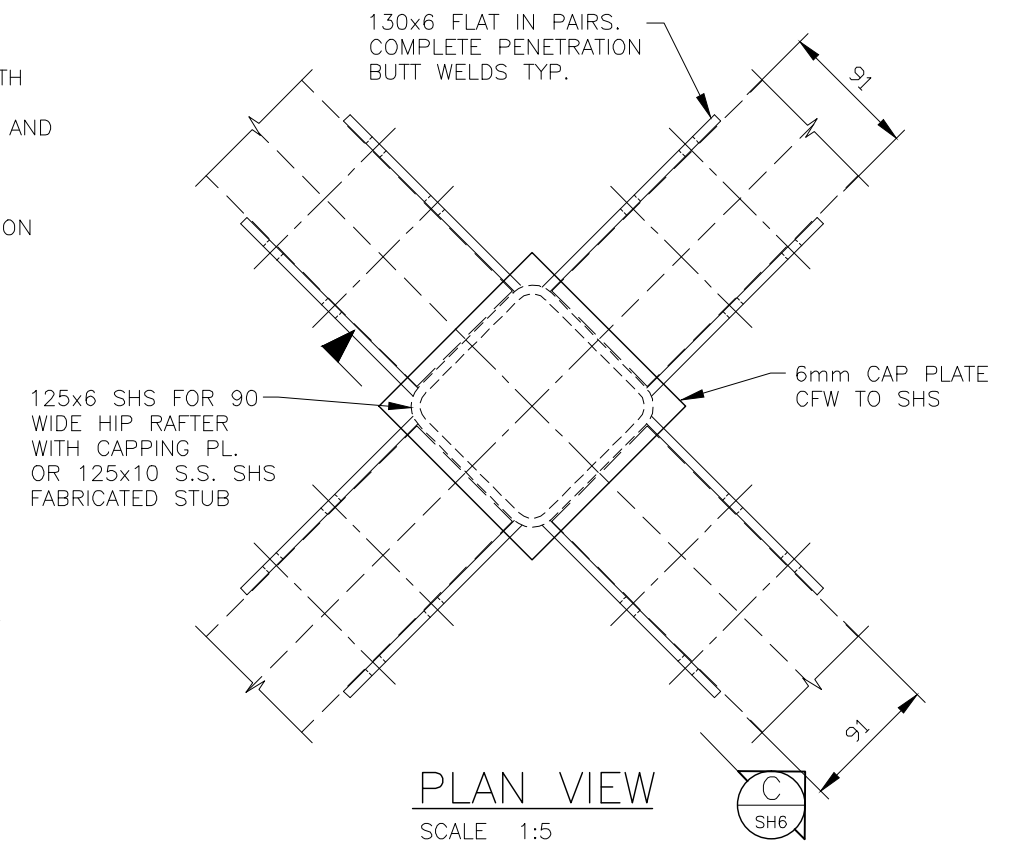 130x6 FLAT IN PAIRS.
COMPLETE PENETRATION
BUTT WELDS TYP.
91
TH
AND
ON
125x6 SHS FOR 90
WIDE HIP RAFTER
WITH CAPPING PL.
OR 125x10 S.S. SHS
FABRICATED STUB
6mm CAP PLATE
CFW TO SHS
91
PLAN VIEW
SCALE 1:5
C
SH6